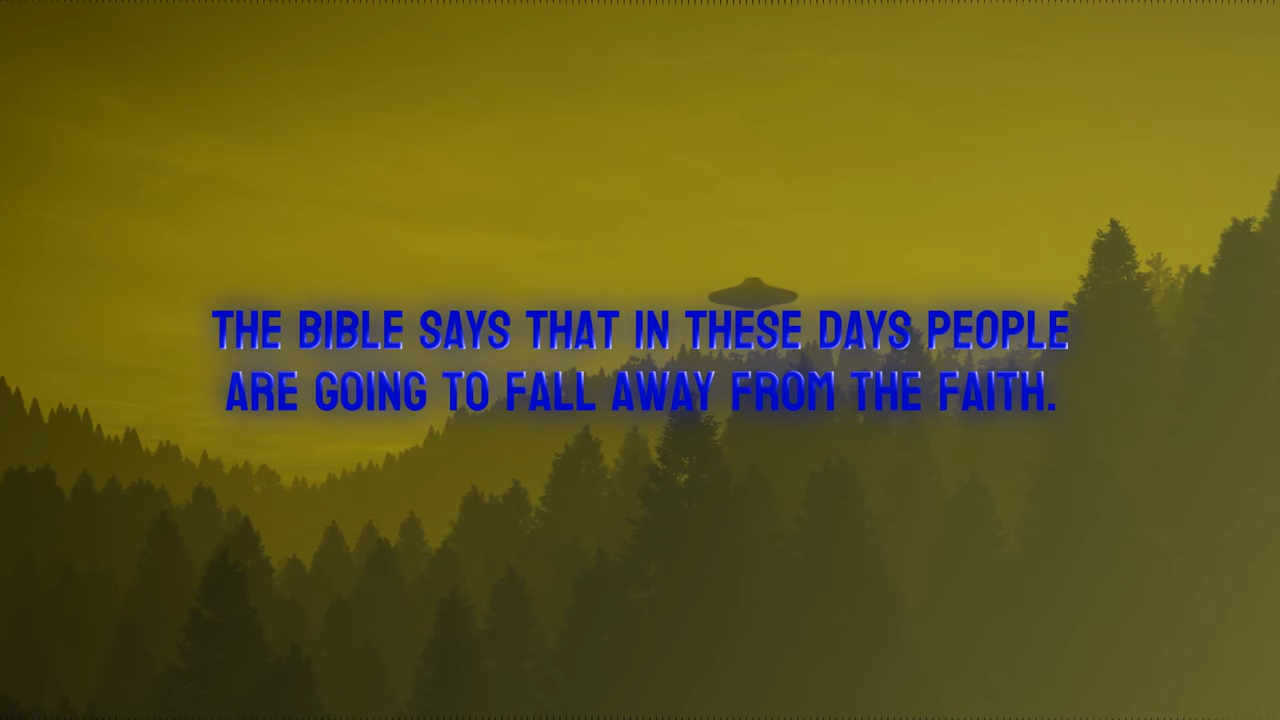 THE BIBLE SAYS THAT IN THESE DAYS PEOPLE
ARE GOING TO FALL AWAY FROM THE FAITH.